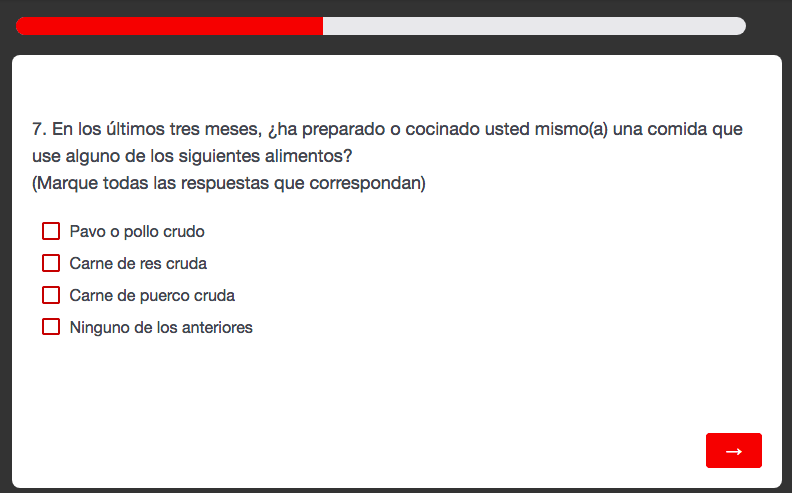 7. En los últimos tres meses, ¿ha preparado o cocinado usted mismo(a) una comida que
use alguno de los siguientes alimentos?
(Marque todas las respuestas que correspondan)
Pavo o pollo crudo
Carne de res cruda
Carne de puerco cruda
Ninguno de los anteriores
→